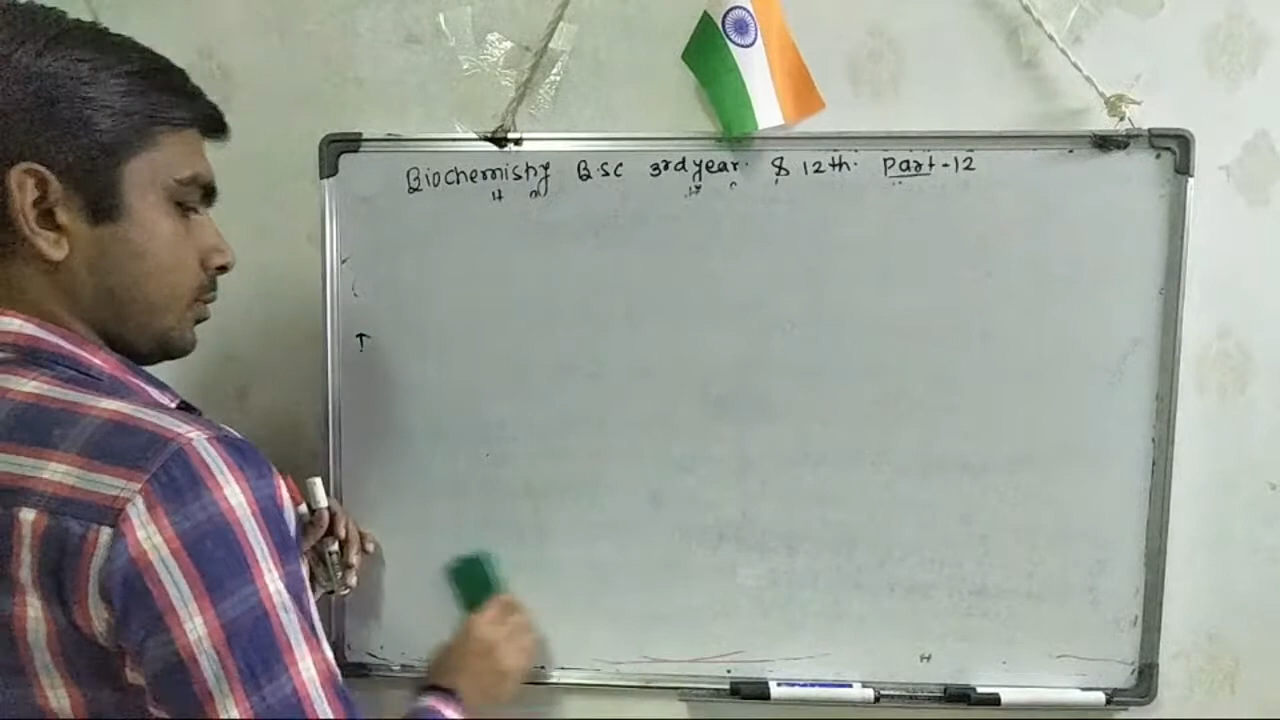 Biochemistry B.sc 3rd year. & 12th. Part-12